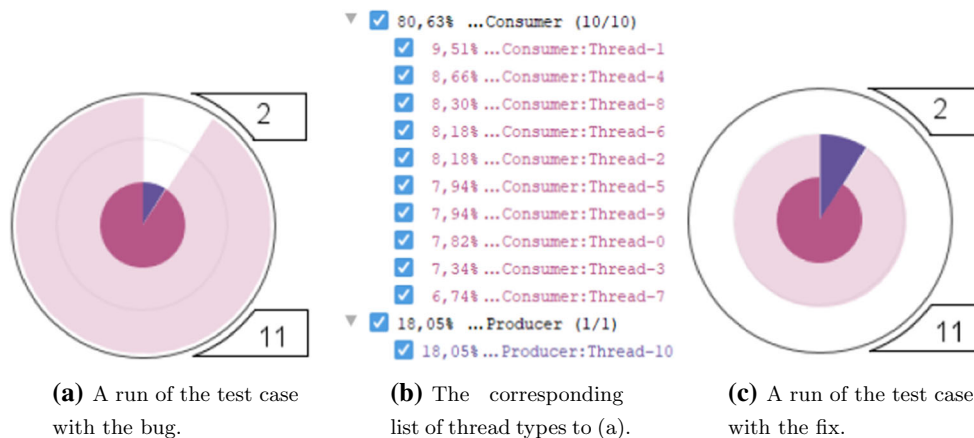 2
11
80,63% ...Consumer (10/10)
9,51% ...Consumer:Thread-1
8,66% ...Consumer:Thread-4
8,30% ...Consumer:Thread-8
8,18% ...Consumer:Thread-6
8,18% ...Consumer:Thread-2
7,94% ...Consumer:Thread-5
7,94% ...Consumer:Thread-9
7,82% ...Consumer:Thread-0
7,34% ...Consumer:Thread-3
6,74% ...Consumer:Thread-7
18,05% ...Producer (1/1)
18,05% ...Producer:Thread-10
2
11
(a) A run of the test case
with the bug.
(b) The corresponding
list of thread types to (a).
(c) A run of the test case
with the fix.